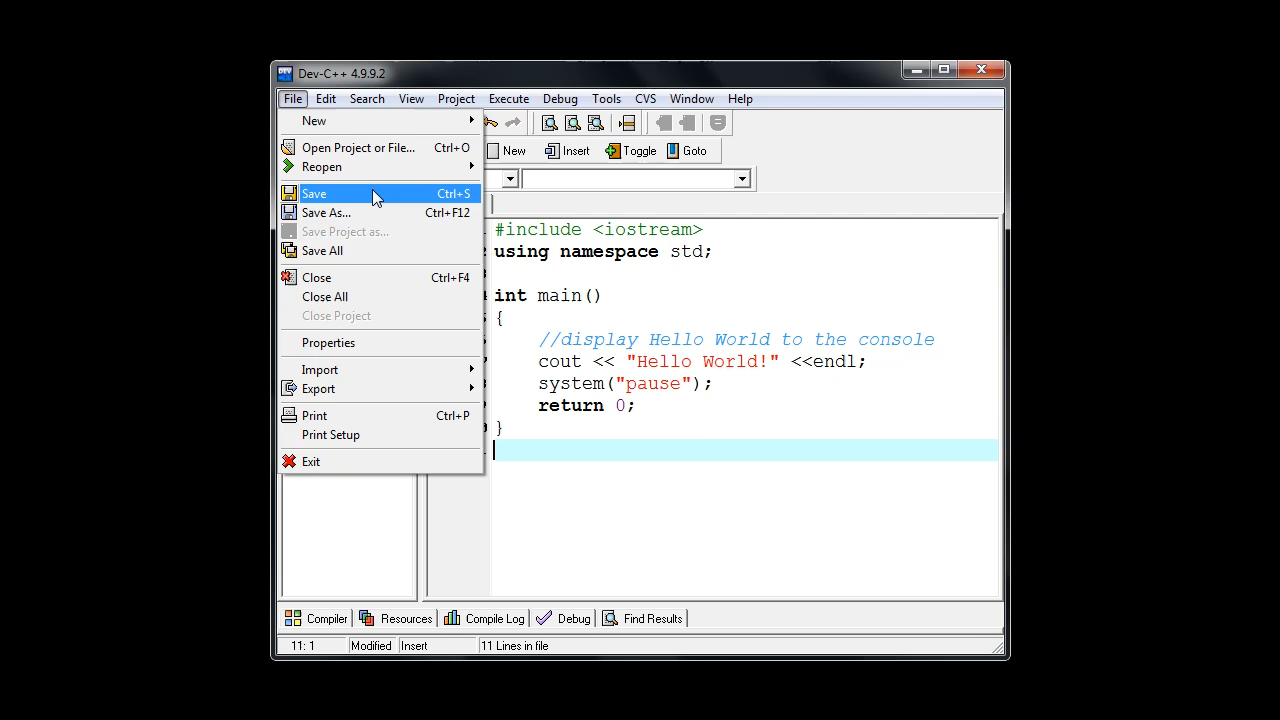 Dev-C++ 4.9.9.2
File Edit Search View Project Execute Debug Tools CVS Window Help
New
Open Project or File... Ctrl+O
Reopen
Save Ctrl+S
Save As... Ctrl+F12
Save Project as...
Save All
Close Ctrl+F4
Close All
Close Project
Properties
Import
Export
Print Ctrl+P
Print Setup
Exit
New Insert Toggle Goto
#include <iostream>
using namespace std;
int main()
{
//display Hello World to the console
cout << "Hello World!" <<endl;
system("pause");
return 0;
}
Compiler Resources Compile Log Debug Find Results
11: 1 Modified Insert 11 Lines in file